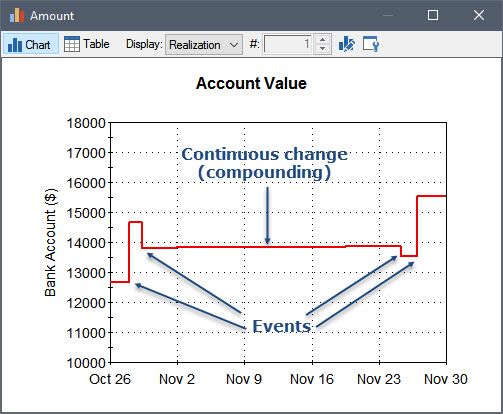 Amount
Chart Table Display: Realization #: 1
Account Value
Bank Account ($)
18000
17000
16000
15000
14000
13000
12000
11000
10000
Continuous change
(compounding)
Events
Oct 26 Nov 2 Nov 9 Nov 16 Nov 23 Nov 30